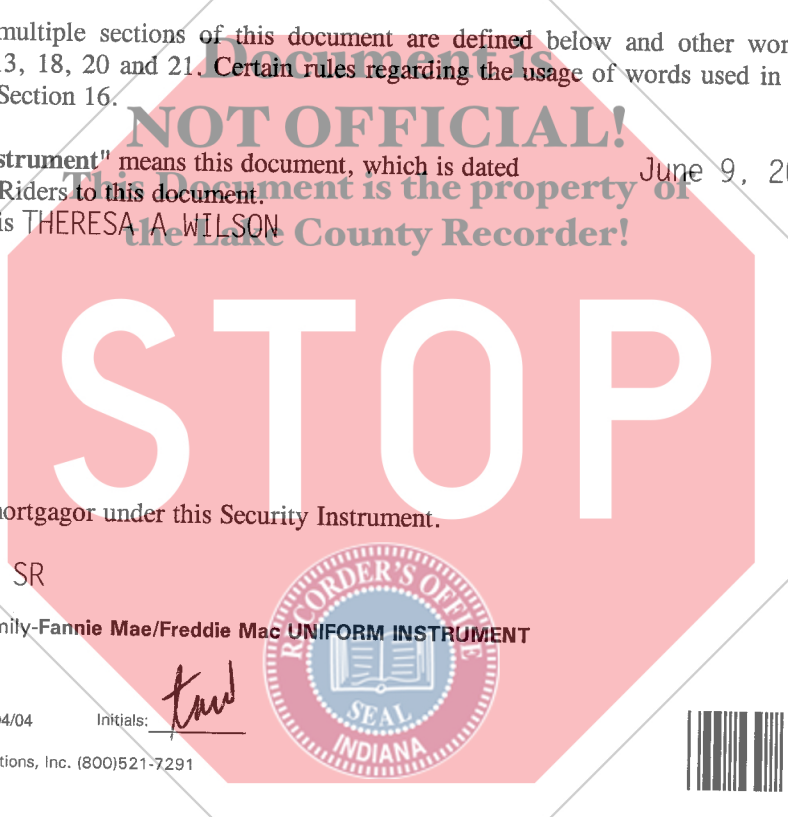 multiple sections of this document are defined below and other wor
Document is
3, 18, 20 and 21. Certain rules regarding the usage of words used in
Section 16.
NOT OFFICIAL!
strument" means this document, which is dated June 9, 20
This Document is the property of
Riders to this document.
is THERESA A WILSON
the Lake County Recorder!
STOP
ortgagor under this Security Instrument.
SR
RECORDER'S OFFICE
mily-Fannie Mae/Freddie Mac UNIFORM INSTRUMENT
4/04 Initials: taw
SEAL
INDIANA
tions, Inc. (800)521-7291